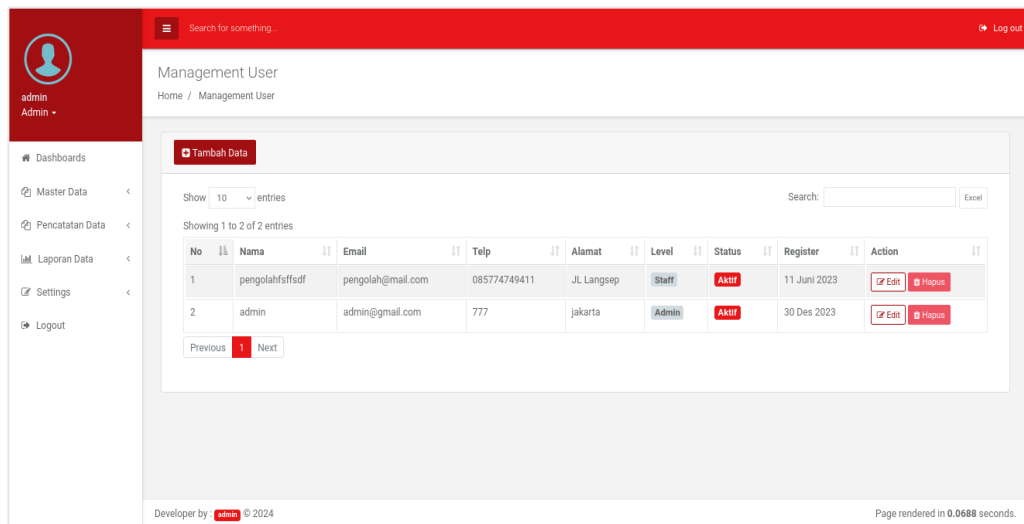 Search for something...
Log out
admin
Admin
Management User
Home / Management User
Dashboards
Master Data
Pencatatan Data
Laporan Data
Settings
Logout
Tambah Data
Show 10 entries
Search:
Excel
Showing 1 to 2 of 2 entries
No Nama Email Telp Alamat Level Status Register Action
1 pengolahfsffsdf pengolah@mail.com 085774749411 JL Langsep Staff Aktif 11 Juni 2023 Edit Hapus
2 admin admin@gmail.com 777 jakarta Admin Aktif 30 Des 2023 Edit Hapus
Previous 1 Next
Developer by : admin © 2024
Page rendered in 0.0688 seconds.